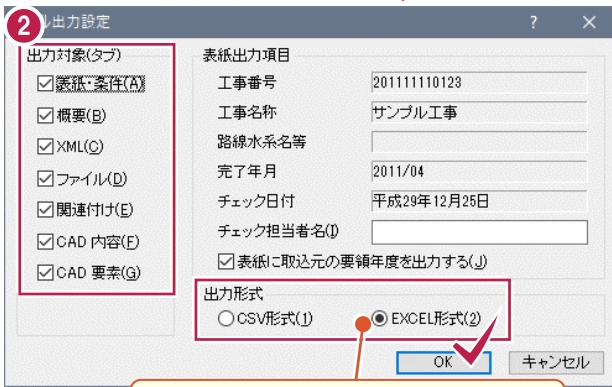 2
ル出力設定
?
×
出力対象(タブ)
表紙・条件(A)
概要(B)
XML(C)
ファイル(D)
関連付け(E)
CAD 内容(F)
CAD 要素(G)
表紙出力項目
工事番号 201111110123
工事名称 サンプル工事
路線水系名等
完了年月 2011/04
チェック日付 平成29年12月25日
チェック担当者名(I)
表紙に取込元の要領年度を出力する(J)
出力形式
CSV形式(1) EXCEL形式(2)
OK キャンセル